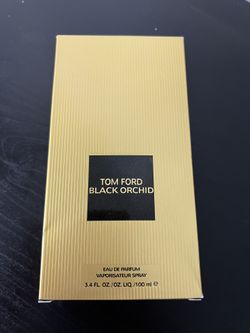 TOM FORD
BLACK ORCHID
EAU DE PARFUM
VAPORISATEUR SPRAY
3.4 FL. OZ./OZ. LIQ./100 ml ℮